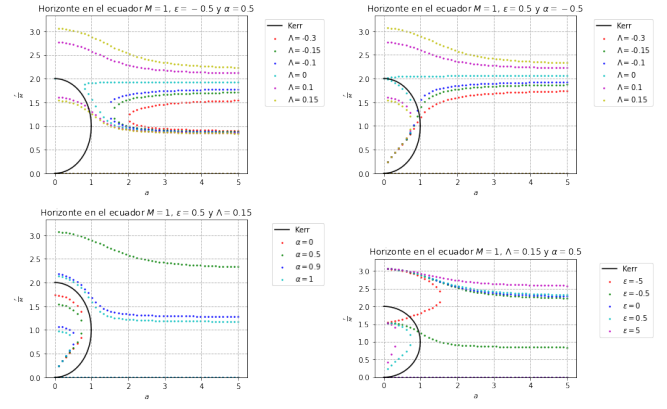 Horizonte en el ecuador M = 1, ε = − 0.5 y α = 0.5
3.0
2.5
2.0
1.5
1.0
0.5
0.0
0
1
2
3
4
5
a
Kerr
Λ = -0.3
Λ = -0.15
Λ = -0.1
Λ = 0
Λ = 0.1
Λ = 0.15
Horizonte en el ecuador M = 1, ε = 0.5 y α = − 0.5
3.0
2.5
2.0
1.5
1.0
0.5
0.0
0
1
2
3
4
5
a
Kerr
Λ = -0.3
Λ = -0.15
Λ = -0.1
Λ = 0
Λ = 0.1
Λ = 0.15
Horizonte en el ecuador M = 1, ε = 0.5 y Λ = 0.15
3.0
2.5
2.0
1.5
1.0
0.5
0.0
0
1
2
3
4
5
a
Kerr
α = 0
α = 0.5
α = 0.9
α = 1
Horizonte en el ecuador M = 1, Λ = 0.15 y α = 0.5
3.0
2.5
2.0
1.5
1.0
0.5
0.0
0
1
2
3
4
5
a
Kerr
ε = -5
ε = -0.5
ε = 0
ε = 0.5
ε = 5